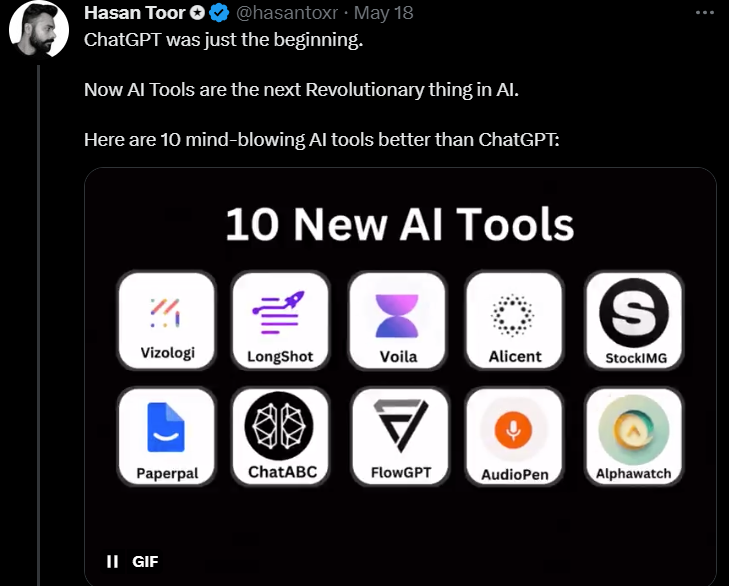 Hasan Toor @hasantoxr · May 18
ChatGPT was just the beginning.
Now AI Tools are the next Revolutionary thing in AI.
Here are 10 mind-blowing AI tools better than ChatGPT:
10 New AI Tools
Vizologi LongShot Voila Alicent StockIMG
Paperpal ChatABC FlowGPT AudioPen Alphawatch
GIF